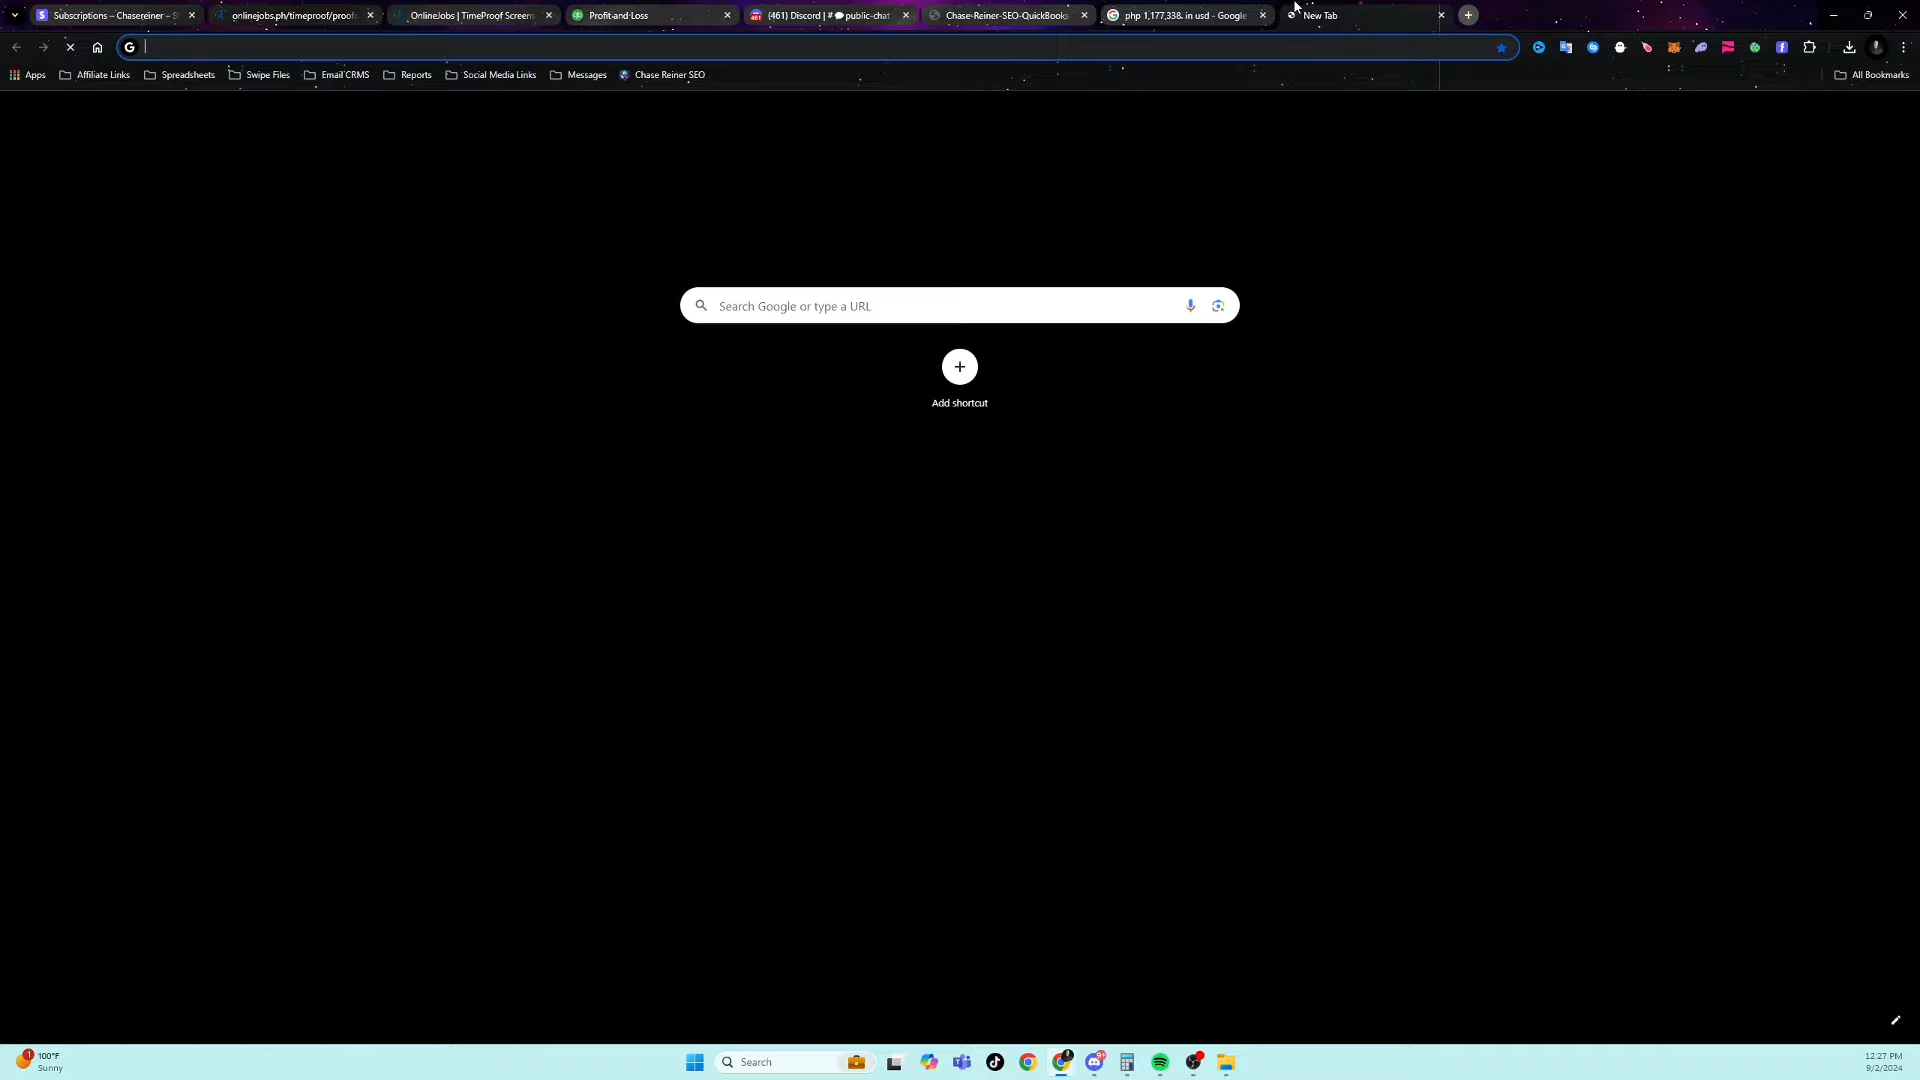 Subscriptions – Chasereiner – S
onlinejobs.ph/timeproof/proof
OnlineJobs | TimeProof Screens
Profit and Loss
(461) Discord | # 💬public-chat
Chase-Reiner-SEO-QuickBooks
php 1,177,338. in usd - Google
New Tab
Apps
Affiliate Links
Spreadsheets
Swipe Files
Email CRMS
Reports
Social Media Links
Messages
Chase Reiner SEO
All Bookmarks
Search Google or type a URL
Add shortcut
100°F
Sunny
Search
12:27 PM
9/2/2024